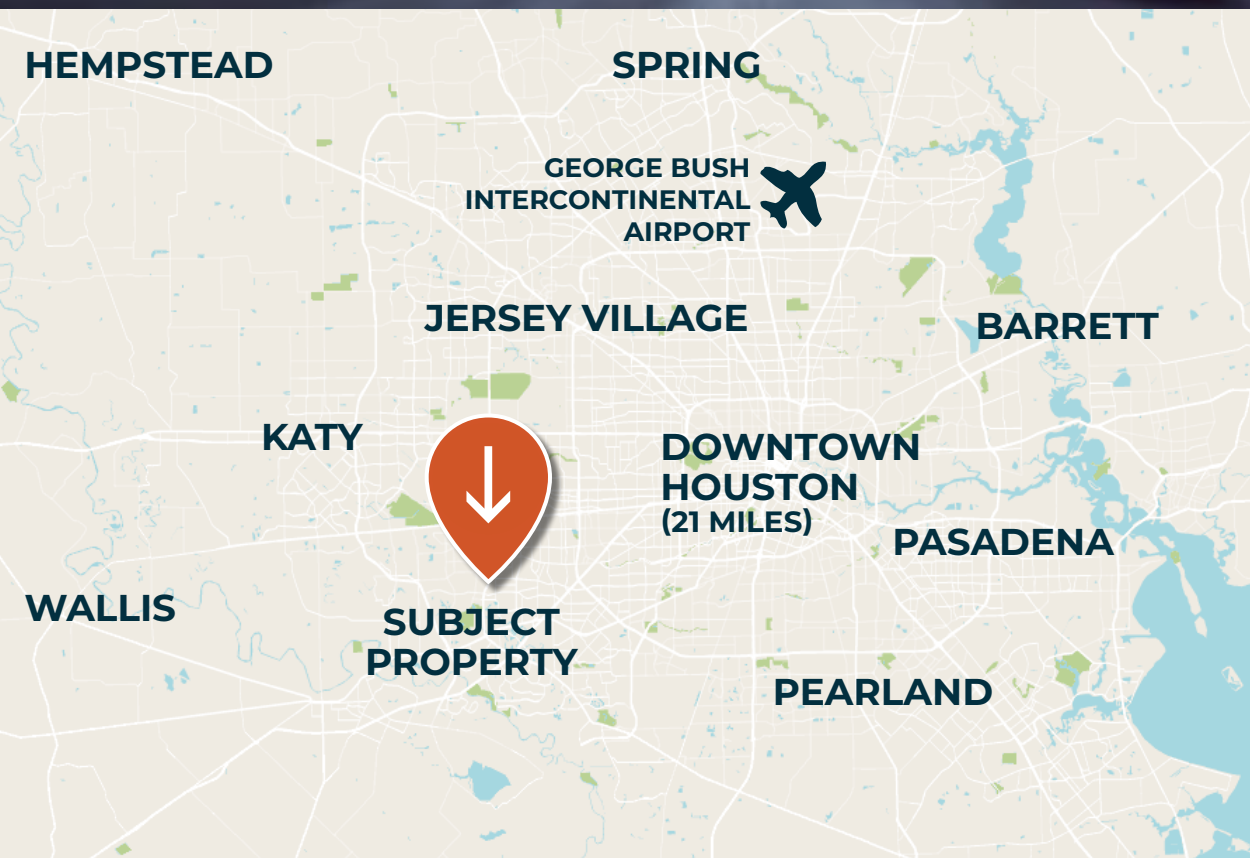 HEMPSTEAD
SPRING
GEORGE BUSH
INTERCONTINENTAL
AIRPORT
JERSEY VILLAGE
BARRETT
KATY
DOWNTOWN
HOUSTON
(21 MILES)
PASADENA
WALLIS
SUBJECT
PROPERTY
PEARLAND